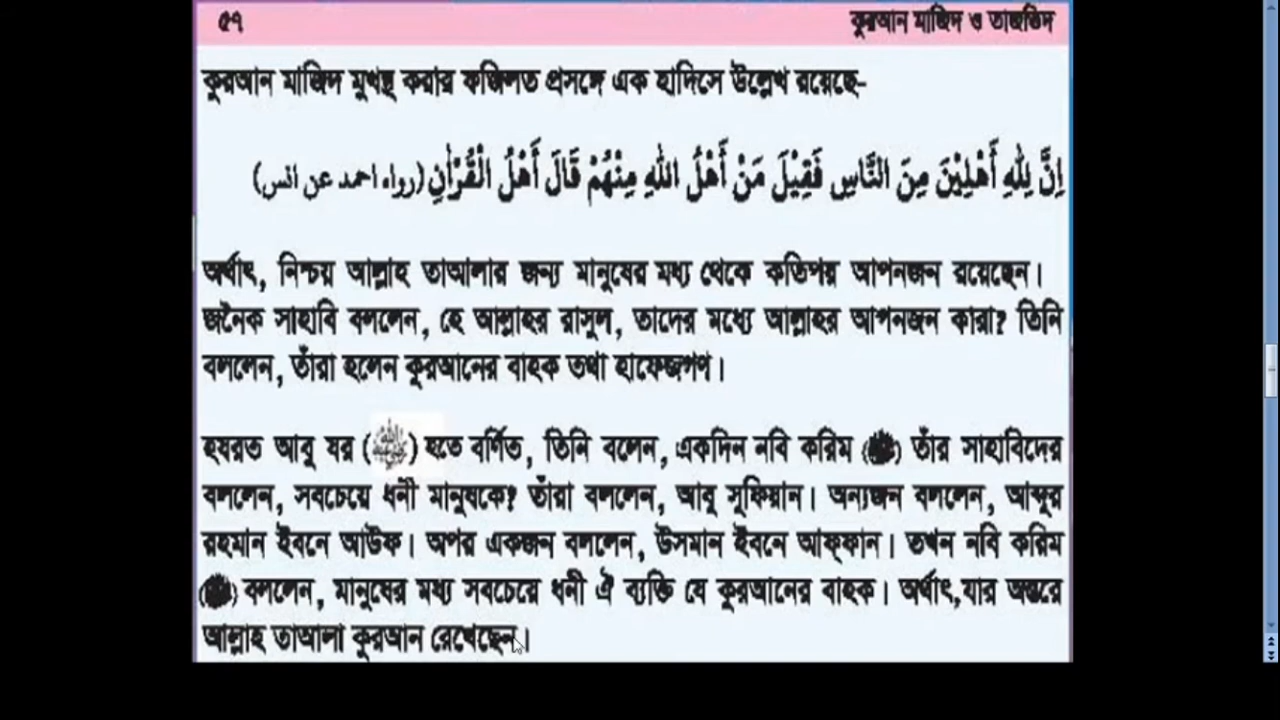 ৫৭ কুরআন মাজিদ ও তাজভিদ
কুরআন মাজিদ মুখস্থ করার ফজিলত প্রসঙ্গে এক হাদিসে উল্লেখ রয়েছে-
اِنَّ لِلّٰهِ أَهْلِيْنَ مِنَ النَّاسِ فَقِيْلَ مَنْ أَهْلُ اللهِ مِنْهُمْ قَالَ أَهْلُ الْقُرْاٰنِ (رواه احمد عن انس)
অর্থাৎ, নিশ্চয় আল্লাহ তাআলার জন্য মানুষের মধ্য থেকে কতিপয় আপনজন রয়েছেন।
জনৈক সাহাবি বললেন, হে আল্লাহর রাসুল, তাদের মধ্যে আল্লাহর আপনজন কারা? তিনি
বললেন, তাঁরা হলেন কুরআনের বাহক তথা হাফেজগণ।
হযরত আবু যর () হতে বর্ণিত, তিনি বলেন, একদিন নবি করিম () তাঁর সাহাবিদের
বললেন, সবচেয়ে ধনী মানুষকে? তাঁরা বললেন, আবু সুফিয়ান। অন্যজন বললেন, আব্দুর
রহমান ইবনে আউফ। অপর একজন বললেন, উসমান ইবনে আফ্ফান। তখন নবি করিম
() বললেন, মানুষের মধ্য সবচেয়ে ধনী ঐ ব্যক্তি যে কুরআনের বাহক। অর্থাৎ,যার অন্তরে
আল্লাহ তাআলা কুরআন রেখেছেন।